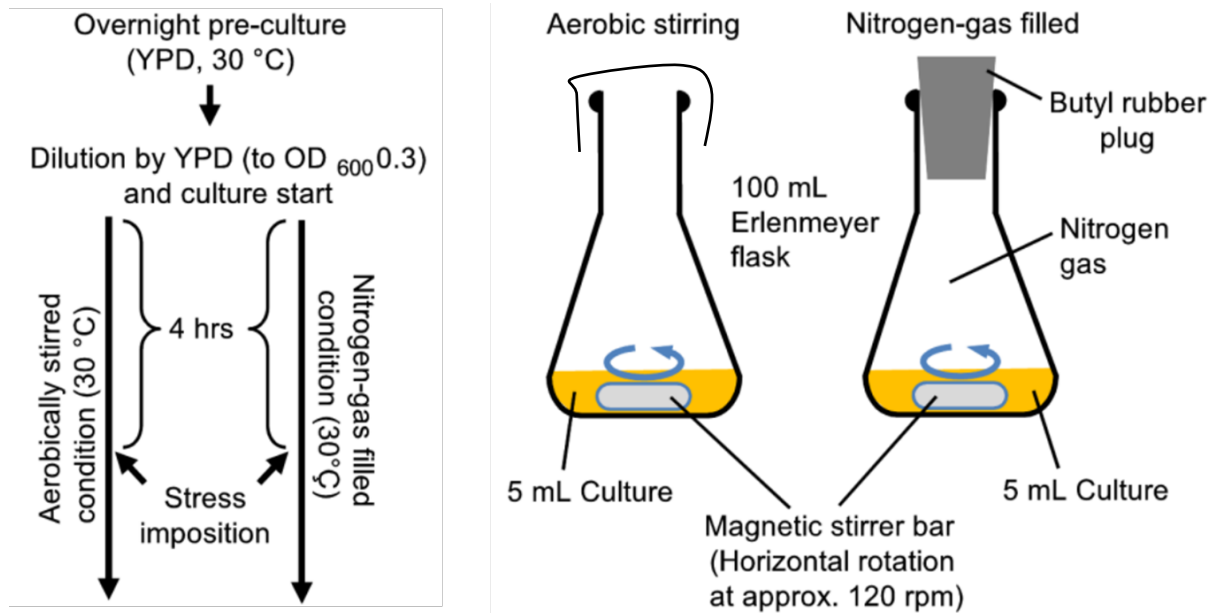 Overnight pre-culture
(YPD, 30 °C)
Dilution by YPD (to OD 600 0.3)
and culture start
Aerobically stirred
condition (30 °C)
4 hrs
Nitrogen-gas filled
condition (30°Ç)
Stress
imposition
Aerobic stirring
Nitrogen-gas filled
Butyl rubber
plug
100 mL
Erlenmeyer
flask
Nitrogen
gas
5 mL Culture
5 mL Culture
Magnetic stirrer bar
(Horizontal rotation
at approx. 120 rpm)